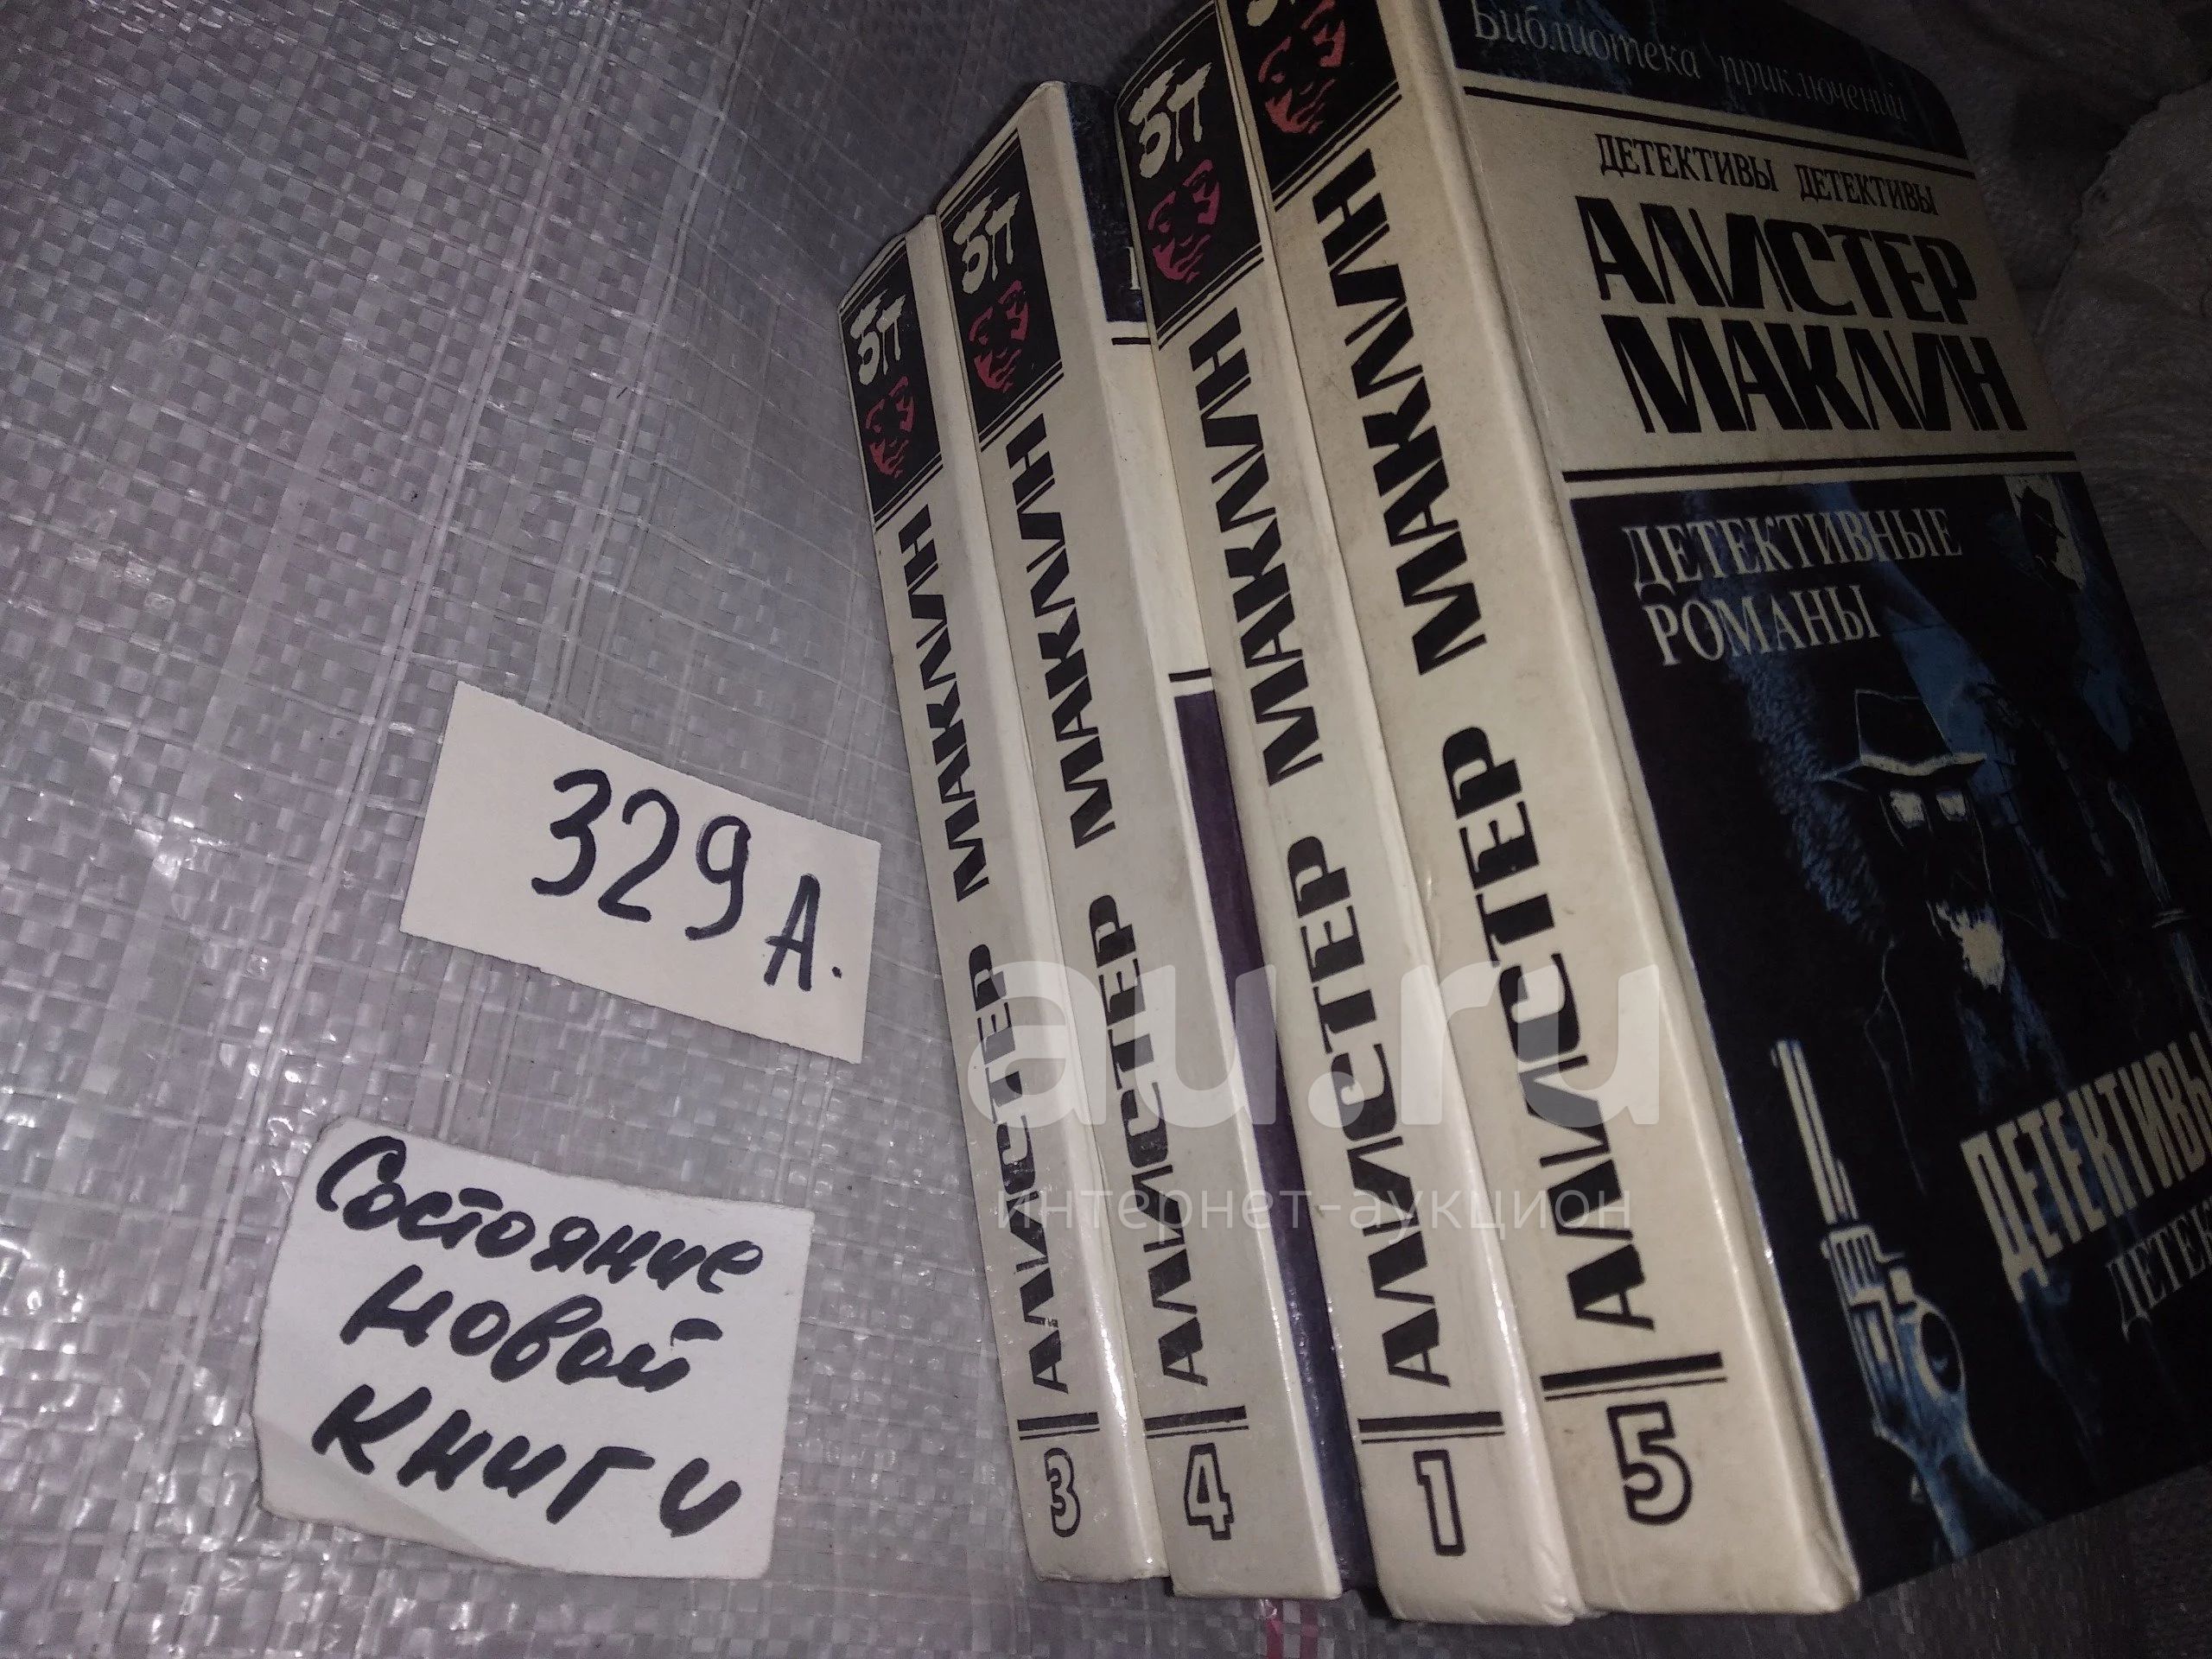 329 А.
Состояние
новой
книги
БП
АЛИСТЕР МАКЛИН
3
БП
АЛИСТЕР МАКЛИН
4
БП
АЛИСТЕР МАКЛИН
1
АЛИСТЕР МАКЛИН
5
Библиотека приключений
ДЕТЕКТИВЫ ДЕТЕКТИВЫ
АЛИСТЕР
МАКЛИН
ДЕТЕКТИВНЫЕ
РОМАНЫ
ДЕТЕКТИВЫ
ДЕТЕК
au.ru
интернет-аукцион